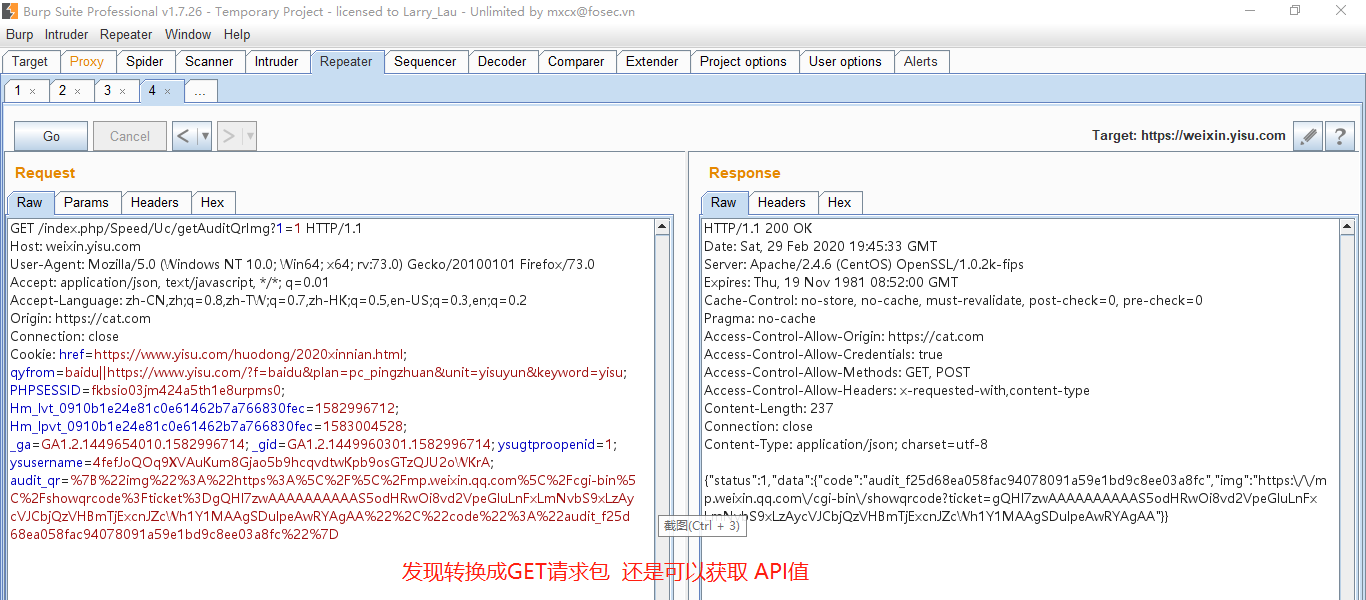 Burp Suite Professional v1.7.26 - Temporary Project - licensed to Larry_Lau - Unlimited by mxcx@fosec.vn
Burp Intruder Repeater Window Help
Target Proxy Spider Scanner Intruder Repeater Sequencer Decoder Comparer Extender Project options User options Alerts
1 × 2 × 3 × 4 × ...
Go Cancel < ▼ > ▼ Target: https://weixin.yisu.com ?
Request
Raw Params Headers Hex
GET /index.php/Speed/Uc/getAuditQrImg?1=1 HTTP/1.1
Host: weixin.yisu.com
User-Agent: Mozilla/5.0 (Windows NT 10.0; Win64; x64; rv:73.0) Gecko/20100101 Firefox/73.0
Accept: application/json, text/javascript, */*; q=0.01
Accept-Language: zh-CN,zh;q=0.8,zh-TW;q=0.7,zh-HK;q=0.5,en-US;q=0.3,en;q=0.2
Origin: https://cat.com
Connection: close
Cookie: href=https://www.yisu.com/huodong/2020xinnian.html;
qyfrom=baidu||https://www.yisu.com/?f=baidu&plan=pc_pingzhuan&unit=yisuyun&keyword=yisu;
PHPSESSID=fkbsio03jm424a5th1e8urpms0;
Hm_lvt_0910b1e24e81c0e61462b7a766830fec=1582996712;
Hm_lpvt_0910b1e24e81c0e61462b7a766830fec=1583004528;
_ga=GA1.2.1449654010.1582996714; _gid=GA1.2.1449960301.1582996714; ysugtproopenid=1;
ysusername=4fefJoQOq9XVAuKum8Gjao5b9hcqvdtwKpb9osGTzQJU2oWKrA;
audit_qr=%7B%22img%22%3A%22https%3A%5C%2F%5C%2Fmp.weixin.qq.com%5C%2Fcgi-bin%5
C%2Fshowqrcode%3Fticket%3DgQHI7zwAAAAAAAAAAS5odHRwOi8vd2VpeGluLnFxLmNvbS9xLzAy
cVJCbjQzVHBmTjExcnJZcWh1Y1MAAgSDulpeAwRYAgAA%22%2C%22code%22%3A%22audit_f25d
68ea058fac94078091a59e1bd9c8ee03a8fc%22%7D
Response
Raw Headers Hex
HTTP/1.1 200 OK
Date: Sat, 29 Feb 2020 19:45:33 GMT
Server: Apache/2.4.6 (CentOS) OpenSSL/1.0.2k-fips
Expires: Thu, 19 Nov 1981 08:52:00 GMT
Cache-Control: no-store, no-cache, must-revalidate, post-check=0, pre-check=0
Pragma: no-cache
Access-Control-Allow-Origin: https://cat.com
Access-Control-Allow-Credentials: true
Access-Control-Allow-Methods: GET, POST
Access-Control-Allow-Headers: x-requested-with,content-type
Content-Length: 237
Connection: close
Content-Type: application/json; charset=utf-8
{"status":1,"data":{"code":"audit_f25d68ea058fac94078091a59e1bd9c8ee03a8fc","img":"https:\/\/m
p.weixin.qq.com\/cgi-bin\/showqrcode?ticket=gQHI7zwAAAAAAAAAAS5odHRwOi8vd2VpeGluLnFx
LmNvbS9xLzAycVJCbjQzVHBmTjExcnJZcWh1Y1MAAgSDulpeAwRYAgAA"}}
截图(Ctrl + 3)
发现转换成GET请求包 还是可以获取 API值